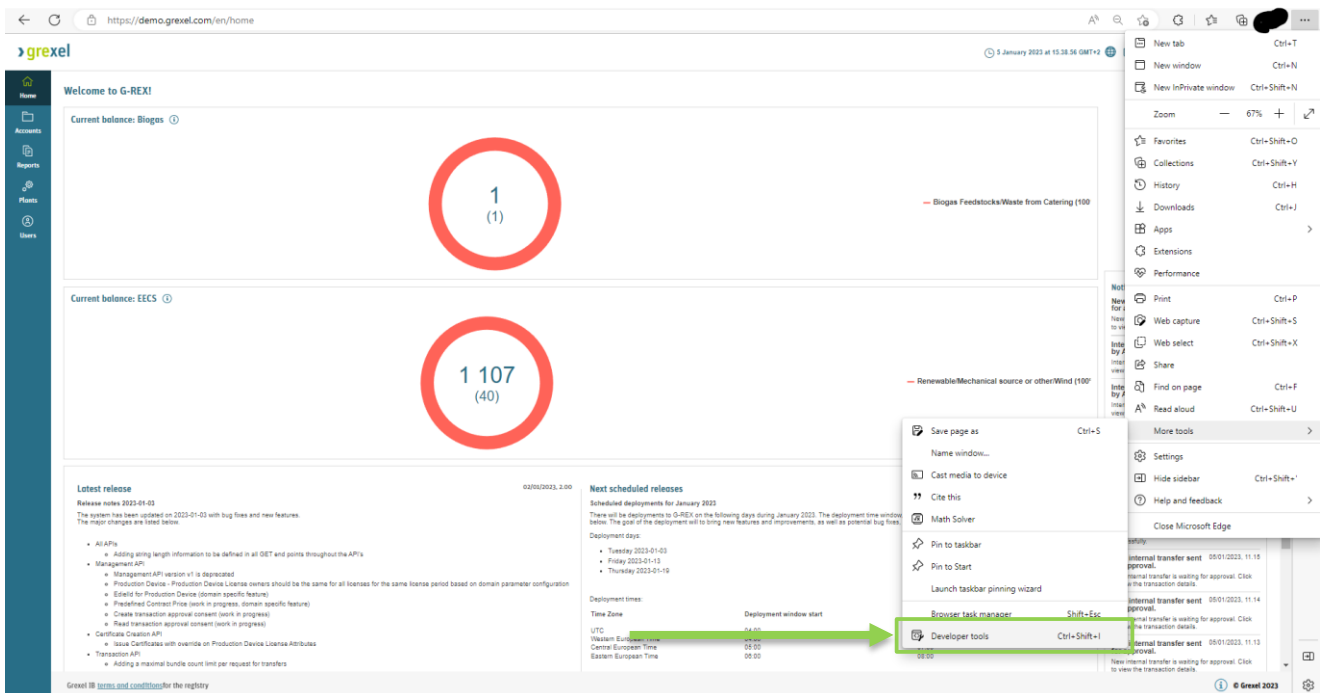 https://demo.grexel.com/en/home
grexel
5 January 2023 at 15.38.56 GMT+2
Home
Accounts
Reports
Plants
Users
Welcome to G-REX!
Current balance: Biogas
1
(1)
Biogas Feedstocks/Waste from Catering (100
Current balance: EECS
1 107
(40)
Renewable/Mechanical source or other/Wind (100
Latest release
02/01/2023, 2.00
Release notes 2023-01-03
The system has been updated on 2023-01-03 with bug fixes and new features.
The major changes are listed below.
All APIs
Adding string length information to be defined in all GET and points throughout the API's
Management API
Management API version v1 is deprecated
Production Device - Production Device License owners should be the same for all licenses for the same license period based on domain parameter configuration
EdielId for Production Device (domain specific feature)
Predefined Contract Price (work in progress, domain specific feature)
Create transaction approval consent (work in progress)
Read transaction approval consent (work in progress)
Certificate Creation API
Issue Certificates with override on Production Device License Attributes
Transaction API
Adding a maximal bundle count limit per request for transfers
Next scheduled releases
Scheduled deployments for January 2023
There will be deployments to G-REX on the following days during January 2023. The deployment time window
below. The goal of the deployment will to bring new features and improvements, as well as potential bug fixes.
Deployment days:
Tuesday 2023-01-03
Friday 2023-01-13
Thursday 2023-01-19
Deployment times:
Time Zone Deployment window start
UTC 04:00
Western European Time
Central European Time 05:00
Eastern European Time 06:00 08:00
Save page as Ctrl+S
Name window...
Cast media to device
Cite this
Math Solver
Pin to taskbar
Pin to Start
Launch taskbar pinning wizard
Browser task manager Shift+Esc
Developer tools Ctrl+Shift+I
New tab Ctrl+T
New window Ctrl+N
New InPrivate window Ctrl+Shift+N
Zoom 67%
Favorites Ctrl+Shift+O
Collections Ctrl+Shift+Y
History Ctrl+H
Downloads Ctrl+J
Apps
Extensions
Performance
Print Ctrl+P
Web capture Ctrl+Shift+S
Web select Ctrl+Shift+X
Share
Find on page Ctrl+F
Read aloud Ctrl+Shift+U
More tools
Settings
Hide sidebar Ctrl+Shift+'
Help and feedback
Close Microsoft Edge
internal transfer sent 05/01/2023, 11.15
internal transfer is waiting for approval. Click
the transaction details.
internal transfer sent 05/01/2023, 11.14
internal transfer is waiting for approval. Click
the transaction details.
internal transfer sent 05/01/2023, 11.13
approval.
New internal transfer is waiting for approval. Click
to view the transaction details.
Grexel terms and conditions for the registry
© Grexel 2023